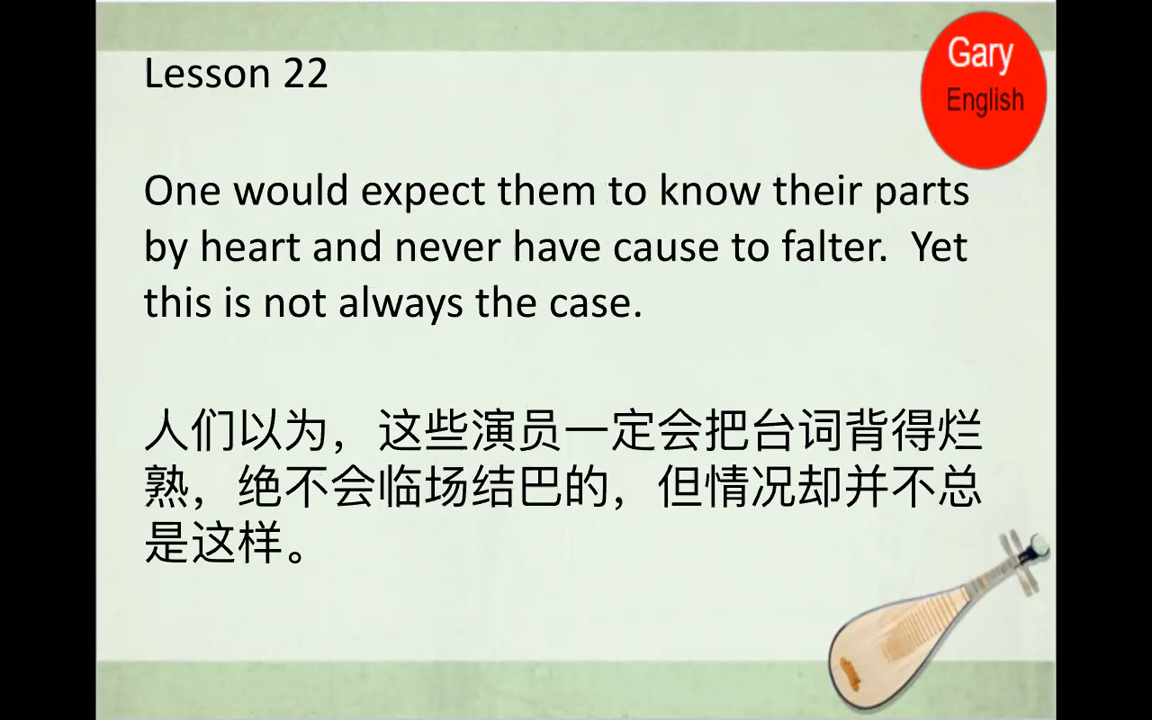 Lesson 22
Gary
English
One would expect them to know their parts
by heart and never have cause to falter.  Yet
this is not always the case.
人们以为，这些演员一定会把台词背得烂
熟，绝不会临场结巴的，但情况却并不总
是这样。